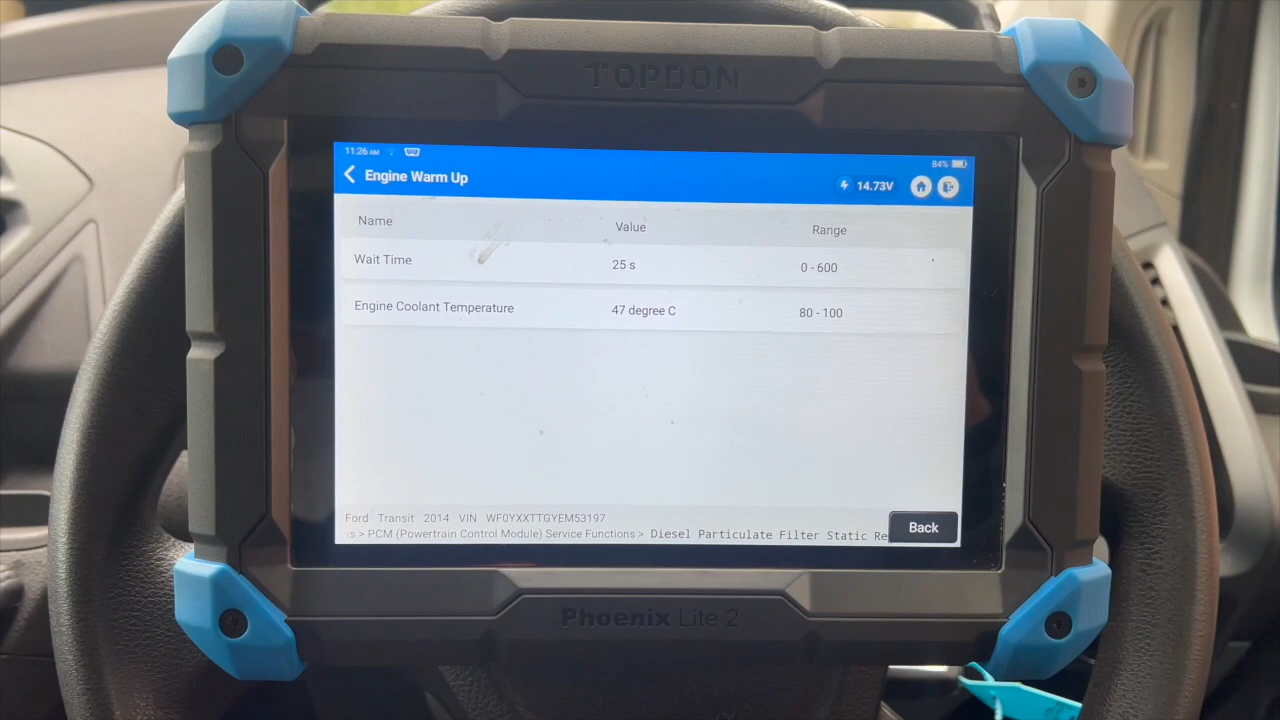 TOPDON
11.26 AM
84%
Engine Warm Up
14.73V
Name Value Range
Wait Time 25 s 0 - 600
Engine Coolant Temperature 47 degree C 80 - 100
Ford Transit 2014 VIN WF0YXXTTGYEM53197
s > PCM (Powertrain Control Module) Service Functions > Diesel Particulate Filter Static Re
Back
Phoenix Lite 2